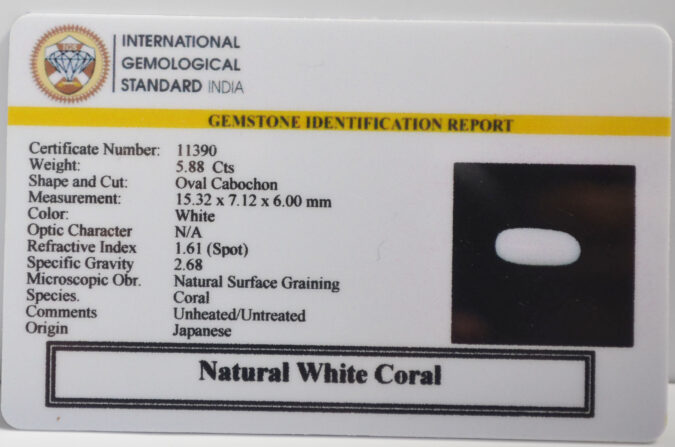 IGS
INTERNATIONAL
GEMOLOGICAL
STANDARD INDIA
GEMSTONE IDENTIFICATION REPORT
Certificate Number: 11390
Weight: 5.88 Cts
Shape and Cut: Oval Cabochon
Measurement: 15.32 x 7.12 x 6.00 mm
Color: White
Optic Character N/A
Refractive Index 1.61 (Spot)
Specific Gravity 2.68
Microscopic Obr. Natural Surface Graining
Species. Coral
Comments Unheated/Untreated
Origin Japanese
Natural White Coral